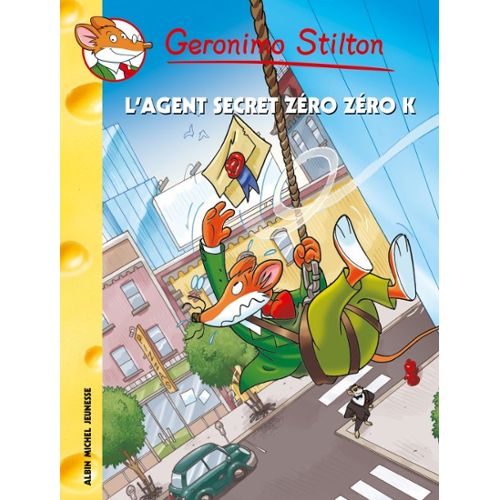 Geronimo Stilton
L'AGENT SECRET ZÉRO ZÉRO K
ALBIN MICHEL JEUNESSE